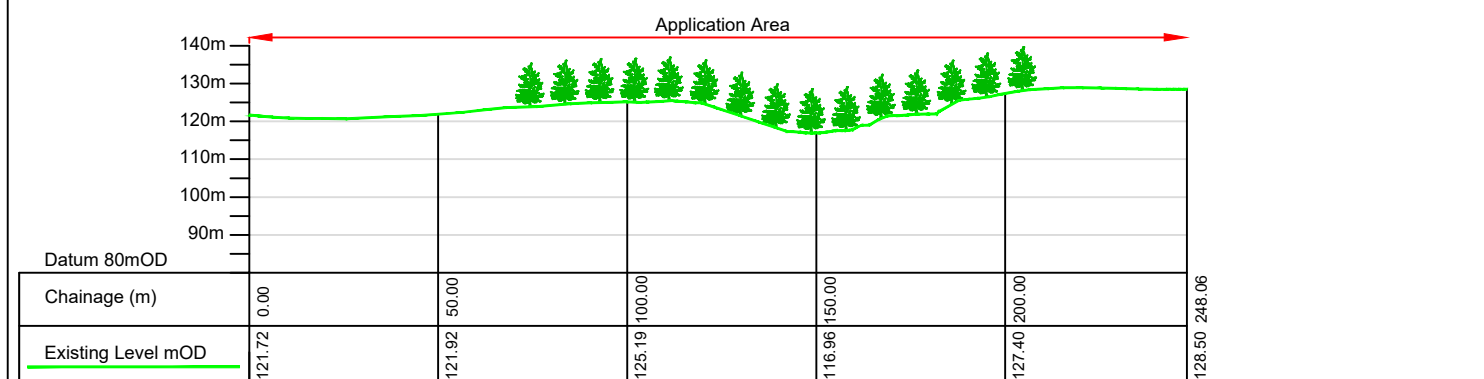 Application Area
140m
130m
120m
110m
100m
90m
Datum 80mOD
Chainage (m) 0.00 50.00 100.00 150.00 200.00 248.06
Existing Level mOD 121.72 121.92 125.19 116.96 127.40 128.50